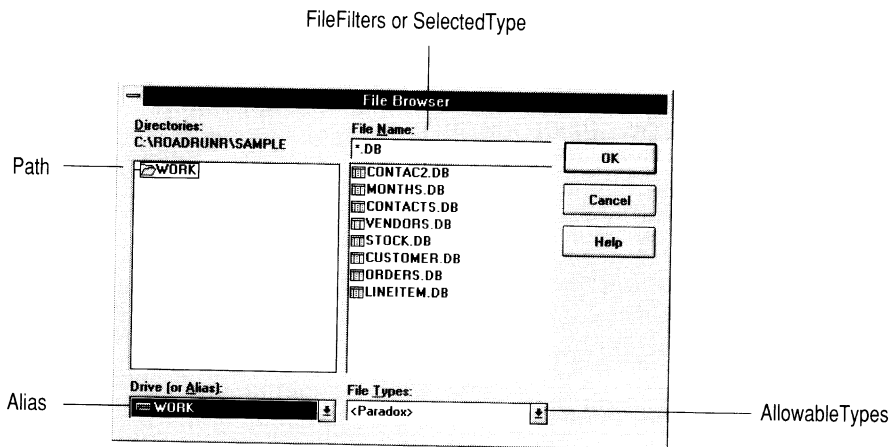 FileFilters or SelectedType
File Browser
Directories:
C:\ROADRUNR\SAMPLE
File Name:
*.DB
Path
WORK
CONTAC2.DB
MONTHS.DB
CONTACTS.DB
VENDORS.DB
STOCK.DB
CUSTOMER.DB
ORDERS.DB
LINEITEM.DB
OK
Cancel
Help
Drive (or Alias):
File Types:
Alias
WORK
<Paradox>
AllowableTypes